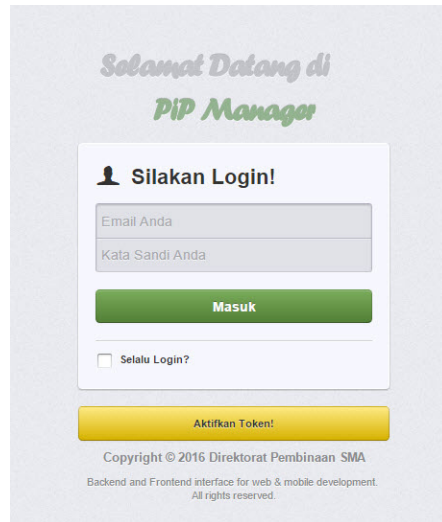 Selamat Datang di
PiP Manager
Silakan Login!
Email Anda
Kata Sandi Anda
Masuk
Selalu Login?
Aktifkan Token!
Copyright © 2016 Direktorat Pembinaan SMA
Backend and Frontend interface for web & mobile development.
All rights reserved.